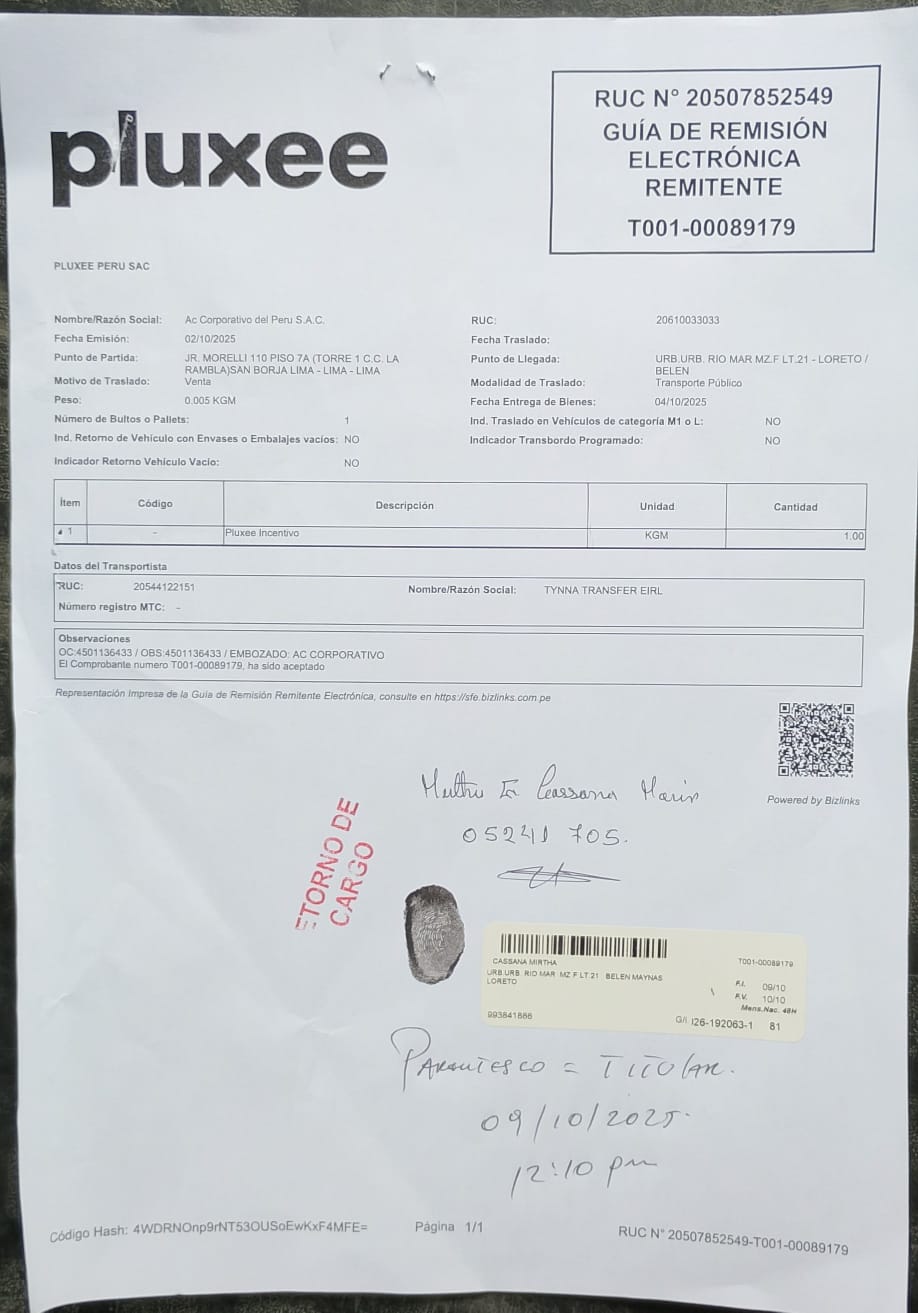 pluxee
RUC N° 20507852549
GUÍA DE REMISIÓN
ELECTRÓNICA
REMITENTE
T001-00089179
PLUXEE PERU SAC
Nombre/Razón Social: Ac Corporativo del Peru S.A.C. RUC: 20610033033
Fecha Emisión: 02/10/2025 Fecha Traslado:
Punto de Partida: JR. MORELLI 110 PISO 7A (TORRE 1 C.C. LA RAMBLA)SAN BORJA LIMA - LIMA - LIMA
Punto de Llegada: URB.URB. RIO MAR MZ.F LT.21 - LORETO / BELEN
Motivo de Traslado: Venta Modalidad de Traslado: Transporte Público
Peso: 0.005 KGM Fecha Entrega de Bienes: 04/10/2025
Número de Bultos o Pallets: 1 Ind. Traslado en Vehículos de categoría M1 o L: NO
Ind. Retorno de Vehículo con Envases o Embalajes vacíos: NO Indicador Transbordo Programado: NO
Indicador Retorno Vehículo Vacio: NO
Ítem Código Descripción Unidad Cantidad
1 - Pluxee Incentivo KGM 1.00
Datos del Transportista
RUC: 20544122151 Nombre/Razón Social: TYNNA TRANSFER EIRL
Número registro MTC: -
Observaciones
OC:4501136433 / OBS:4501136433 / EMBOZADO: AC CORPORATIVO
El Comprobante numero T001-00089179, ha sido aceptado
Representación Impresa de la Guía de Remisión Remitente Electrónica, consulte en https://sfe.bizlinks.com.pe
Powered by Bizlinks
Cassana Marin
05241705.
ETORNO DE
CARGO
CASSANA MIRTHA T001-00089179
URB.URB. RIO MAR MZ.F LT.21 BELEN MAYNAS
LORETO
F.I. 09/10
F.V. 10/10
Mens.Nac. 48H
993841888 G/I 126-192063-1 81
PARENTESCO = TITULAR.
09/10/2025.
12:10 pm
Código Hash: 4WDRNOnp9rNT53OUSoEwKxF4MFE= Página 1/1 RUC N° 20507852549-T001-00089179